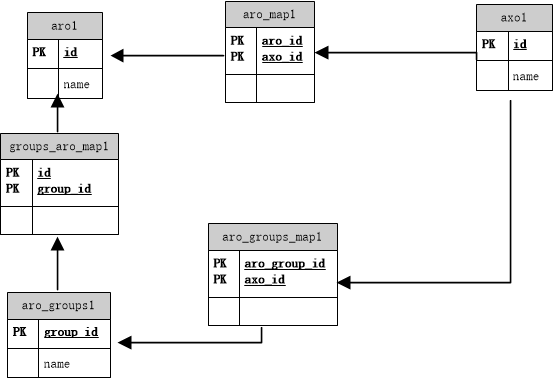 aro1
PK id
name
aro_map1
PK aro_id
PK axo_id
axo1
PK id
name
groups_aro_map1
PK id
PK group_id
aro_groups_map1
PK aro_group_id
PK axo_id
aro_groups1
PK group_id
name